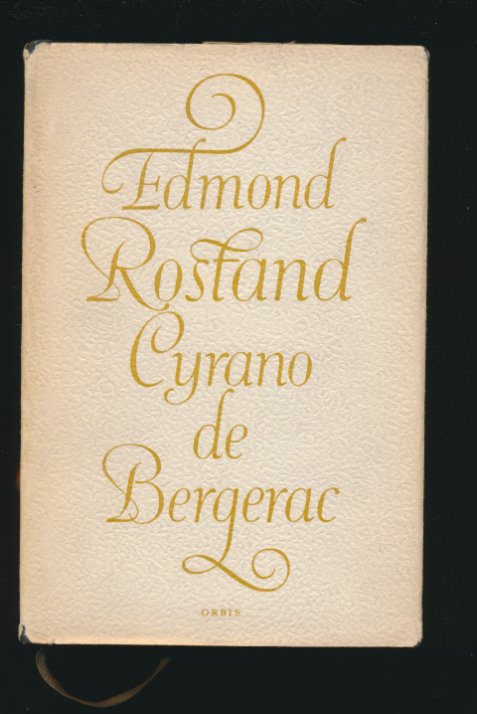 Edmond
Rostand
Cyrano
de
Bergerac
ORBIS